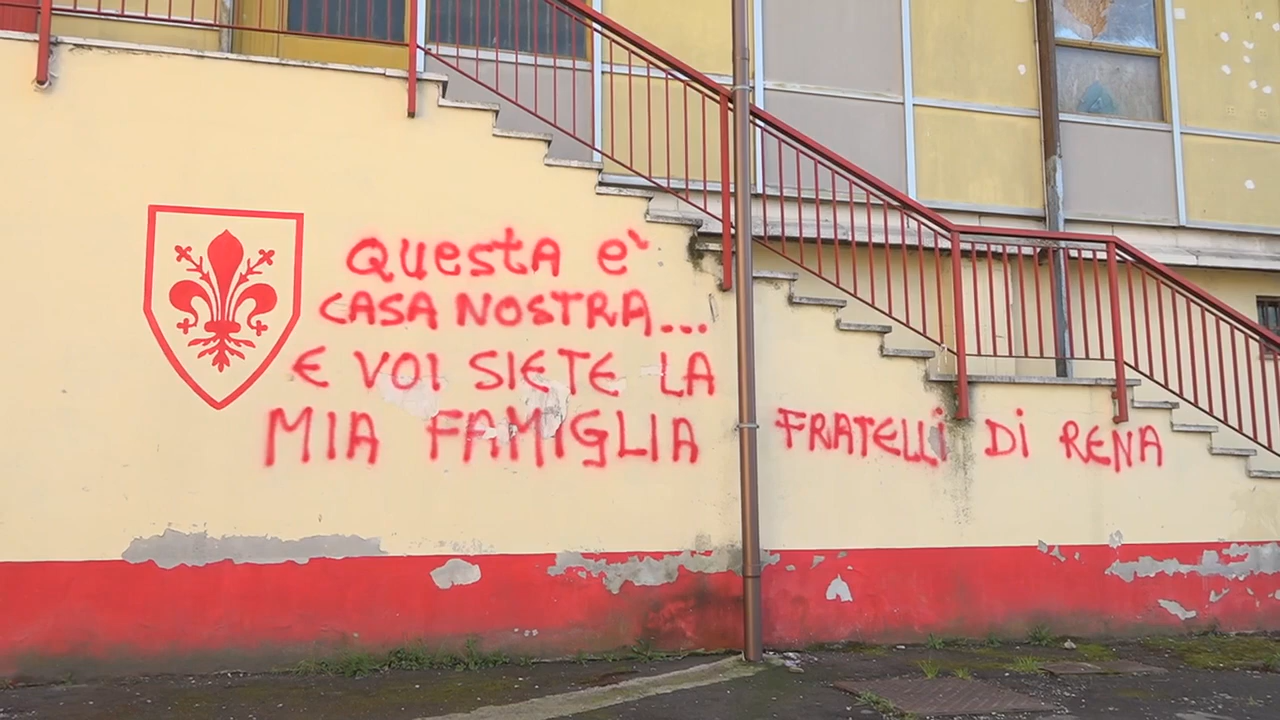 Questa è
CASA NOSTRA...
E VOI SIETE LA
MIA FAMIGLIA
FRATELLi Di RENA